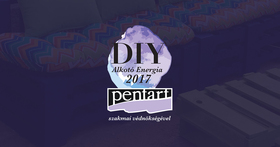 DIY
Alkotó Energia
2017
pentart
szakmai védnökségével